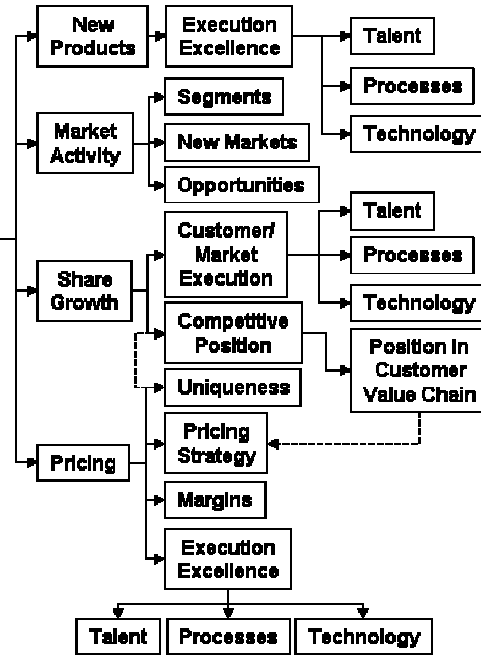 New
Products
Execution
Excellence
Talent
Processes
Technology
Market
Activity
Segments
New Markets
Opportunities
Share
Growth
Customer/
Market
Execution
Talent
Processes
Technology
Competitive
Position
Position in
Customer
Value Chain
Pricing
Uniqueness
Pricing
Strategy
Margins
Execution
Excellence
Talent
Processes
Technology